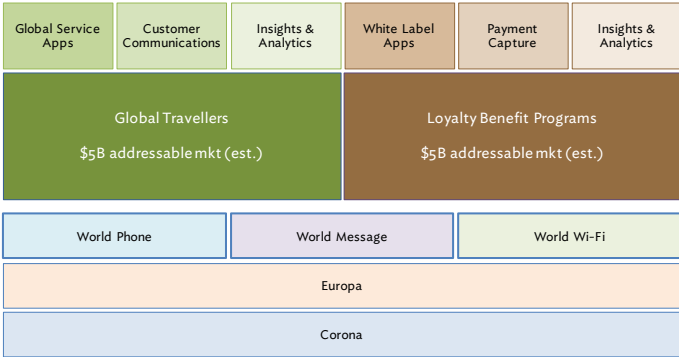 Global Service
Apps
Customer
Communications
Insights &
Analytics
White Label
Apps
Payment
Capture
Insights &
Analytics
Global Travellers
$5B addressable mkt (est.)
Loyalty Benefit Programs
$5B addressable mkt (est.)
World Phone
World Message
World Wi-Fi
Europa
Corona